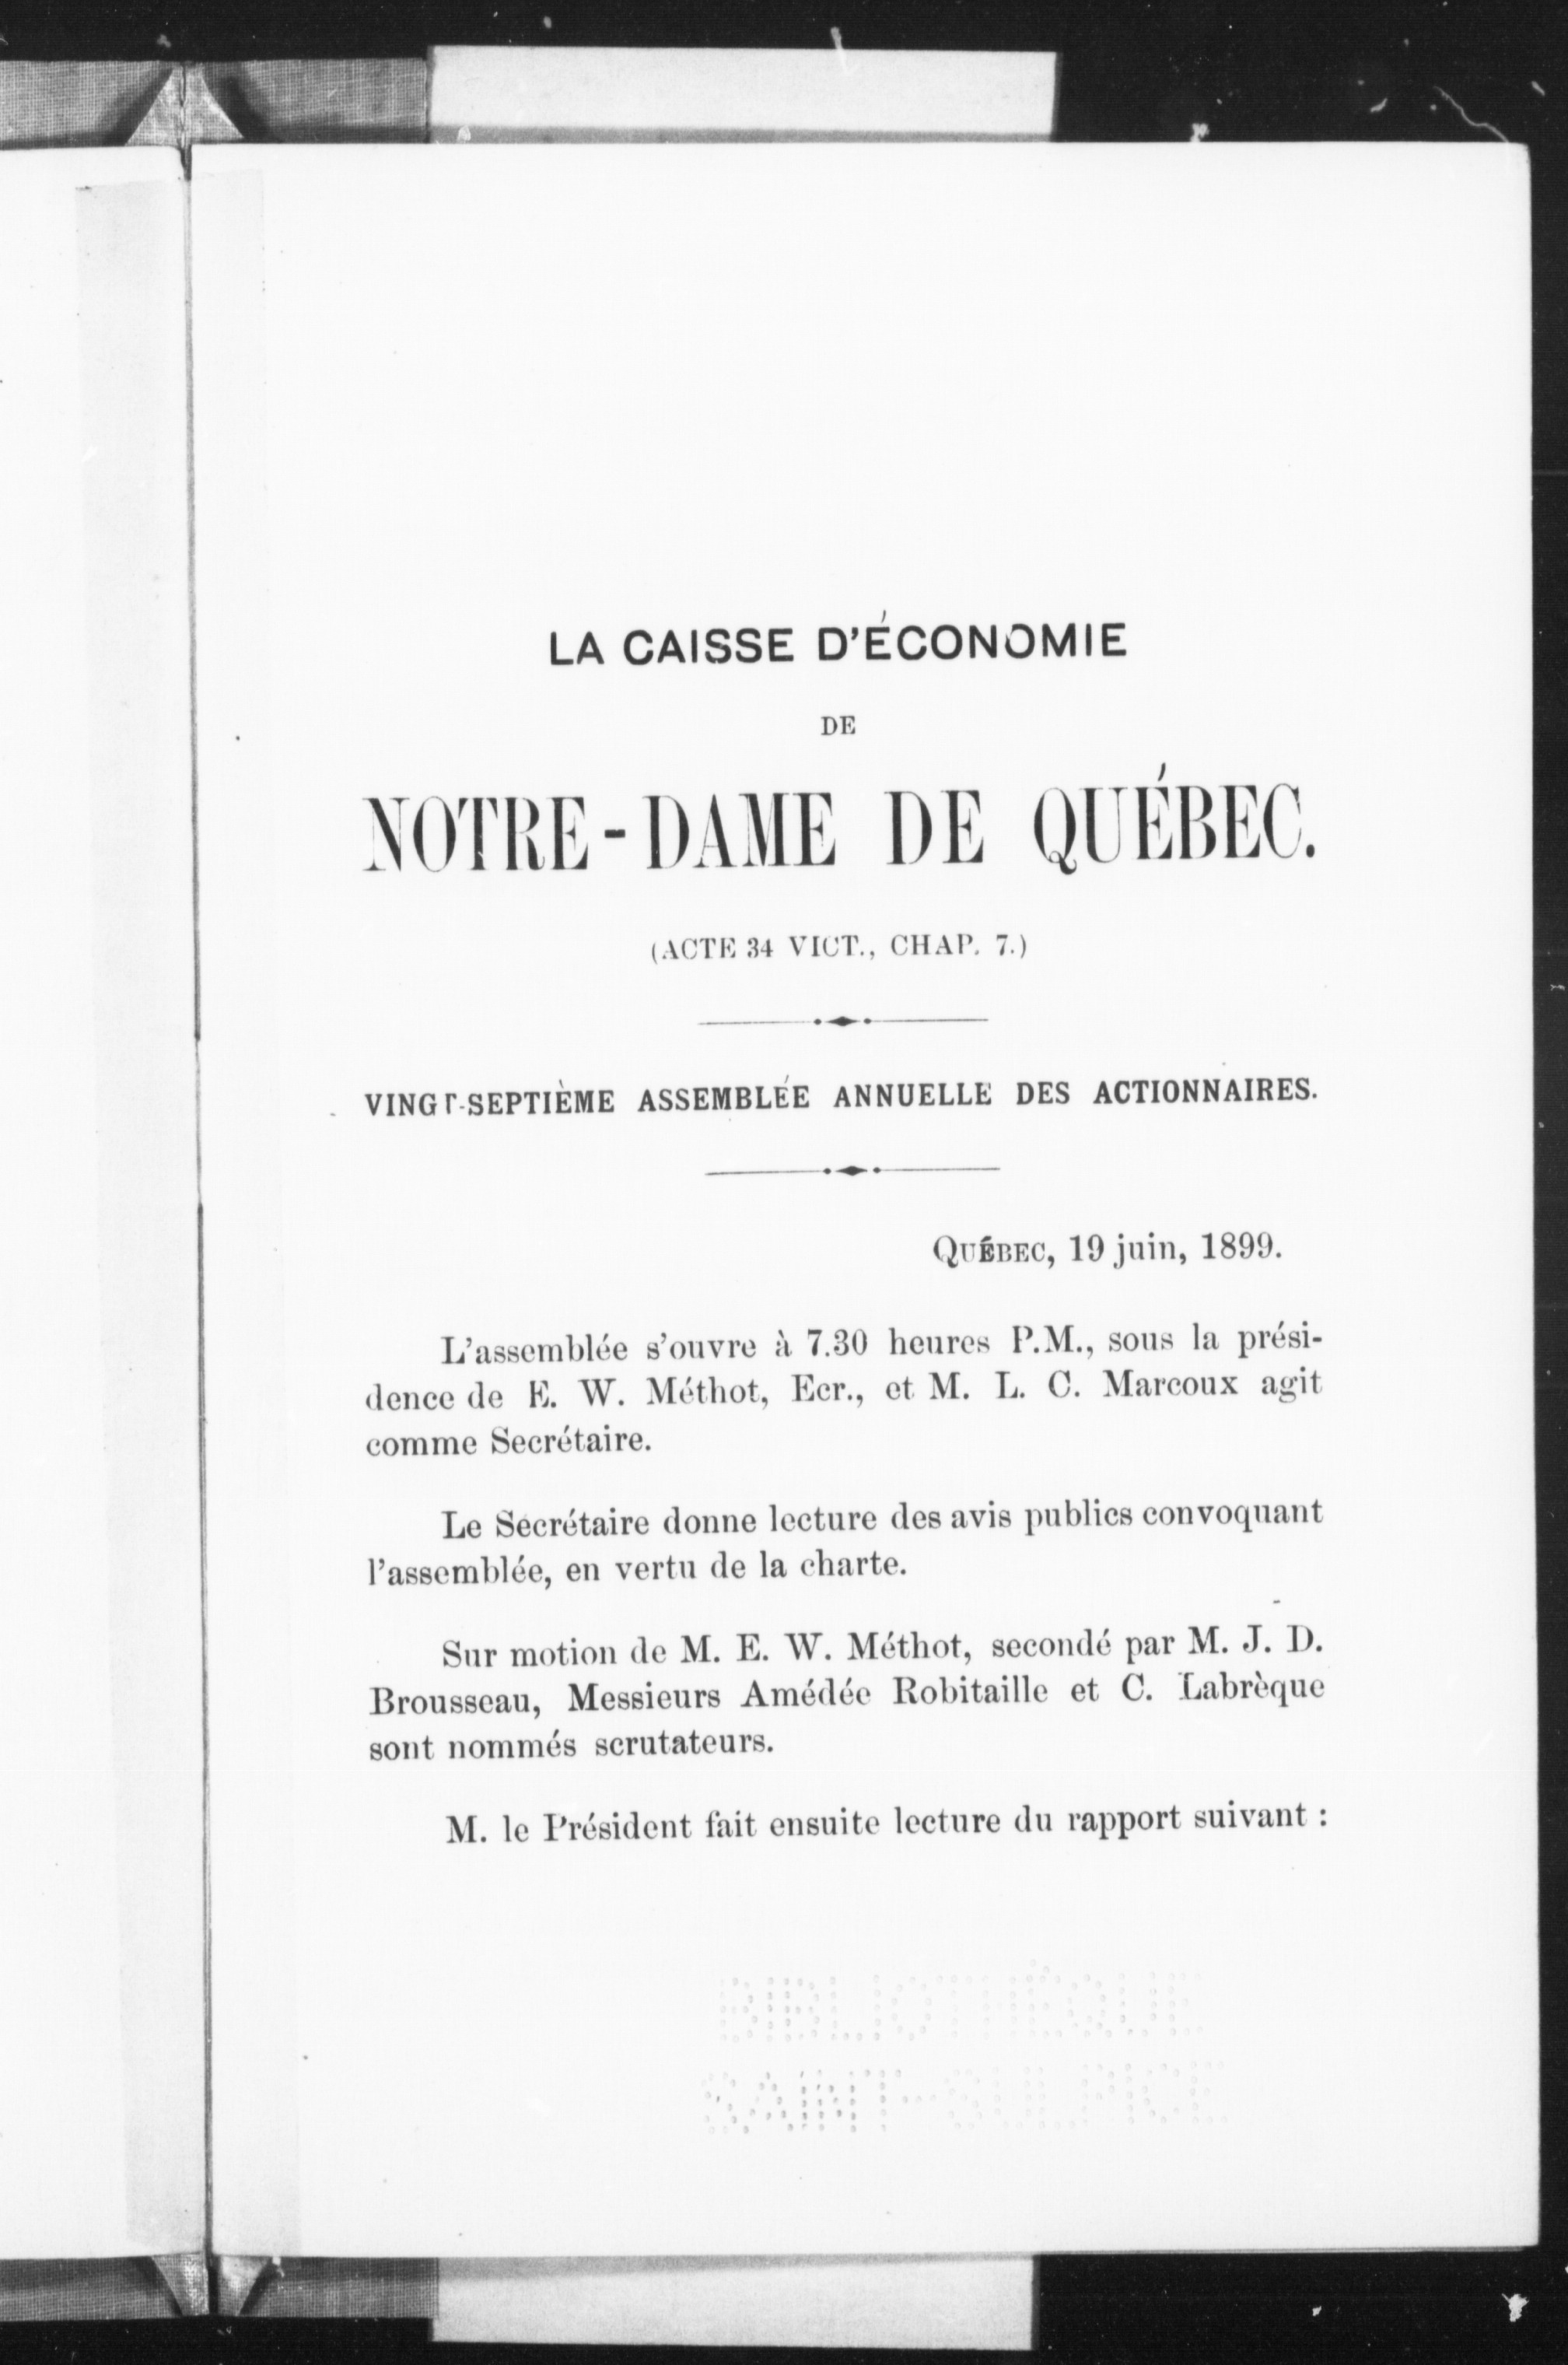 LA CAISSE D'ÉCONOMIE
DE
NOTRE-DAME DE QUÉBEC.
(ACTE 34 VICT., CHAP. 7.)
VINGT-SEPTIÈME ASSEMBLÉE ANNUELLE DES ACTIONNAIRES.
QUÉBEC, 19 juin, 1899.
L'assemblée s'ouvre à 7.30 heures P.M., sous la prési-
dence de E. W. Méthot, Ecr., et M. L. C. Marcoux agit
comme Secrétaire.
Le Secrétaire donne lecture des avis publics convoquant
l'assemblée, en vertu de la charte.
Sur motion de M. E. W. Méthot, secondé par M. J. D.
Brousseau, Messieurs Amédée Robitaille et C. Labrèque
sont nommés scrutateurs.
M. le Président fait ensuite lecture du rapport suivant :
BIBLIOTHÈQUE
SAINT-SULPICE